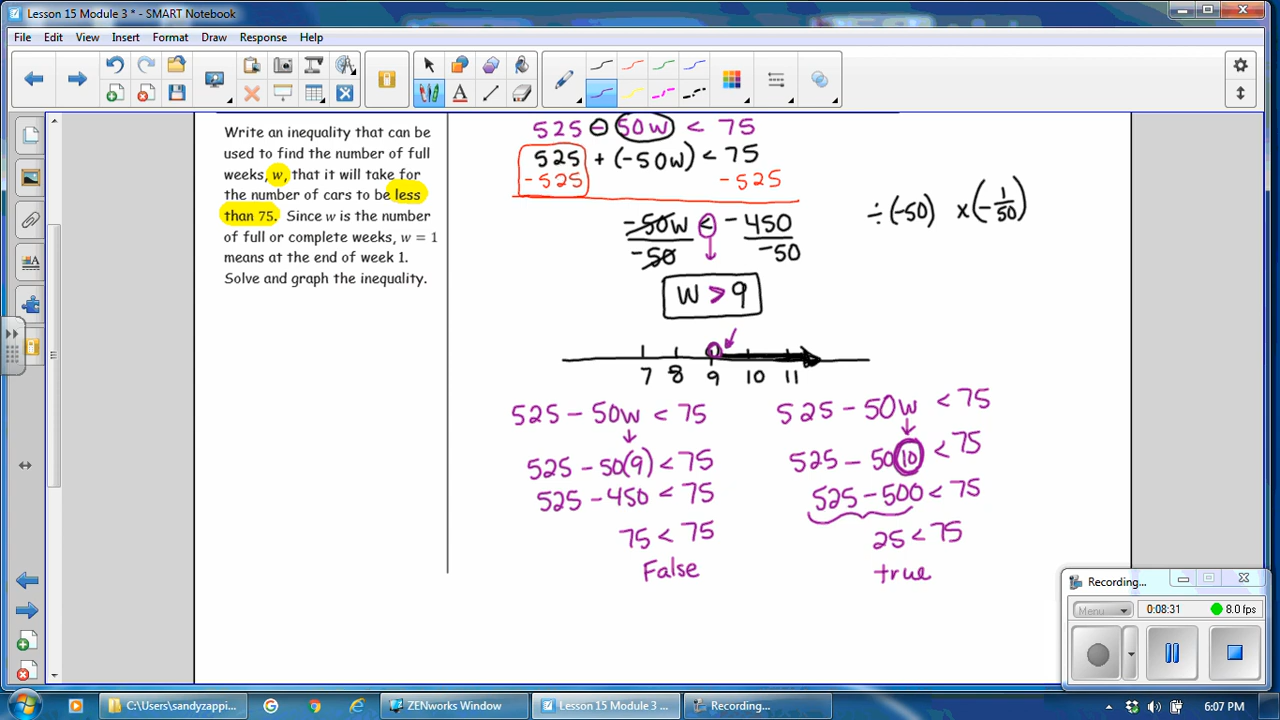 Lesson 15 Module 3 * - SMART Notebook
File Edit View Insert Format Draw Response Help
Write an inequality that can be
used to find the number of full
weeks, w, that it will take for
the number of cars to be less
than 75. Since w is the number
of full or complete weeks, w = 1
means at the end of week 1.
Solve and graph the inequality.
525 - 50w < 75
525 + (-50w) < 75
-525 -525
-50w < -450
-50 -50
÷(-50) x(-1/50)
w > 9
7 8 9 10 11
525 - 50w < 75
525 - 50(9) < 75
525 - 450 < 75
75 < 75
False
525 - 50w < 75
525 - 50(10) < 75
525 - 500 < 75
25 < 75
true
Recording...
Menu 0:08:31 8.0 fps
C:\Users\sandyzappi... ZENworks Window Lesson 15 Module 3 ... Recording... 6:07 PM